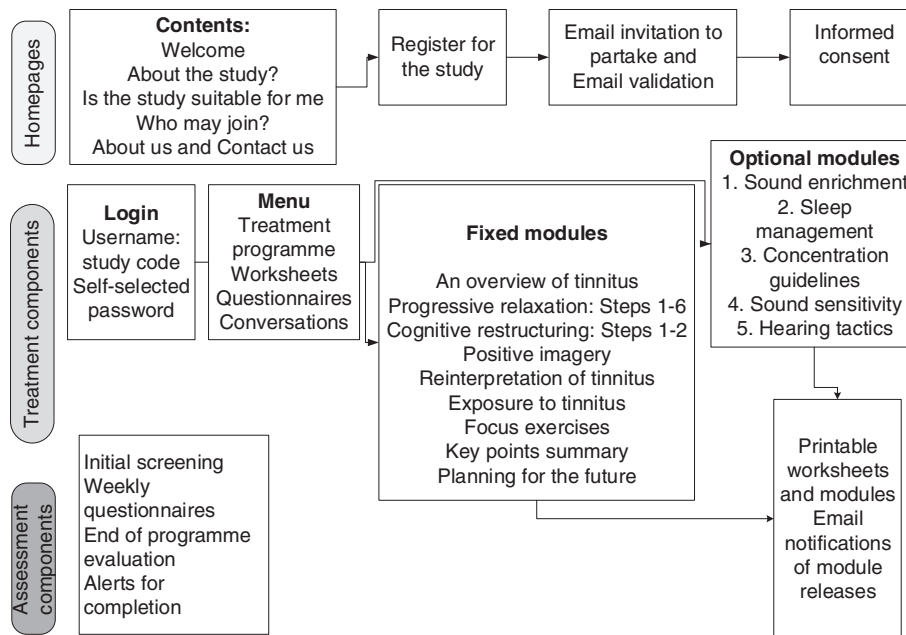 Homepages
Contents:
Welcome
About the study?
Is the study suitable for me
Who may join?
About us and Contact us
Register for
the study
Email invitation to
partake and
Email validation
Informed
consent
Treatment components
Login
Username:
study code
Self-selected
password
Menu
Treatment
programme
Worksheets
Questionnaires
Conversations
Fixed modules
An overview of tinnitus
Progressive relaxation: Steps 1-6
Cognitive restructuring: Steps 1-2
Positive imagery
Reinterpretation of tinnitus
Exposure to tinnitus
Focus exercises
Key points summary
Planning for the future
Optional modules
1. Sound enrichment
2. Sleep
management
3. Concentration
guidelines
4. Sound sensitivity
5. Hearing tactics
Printable
worksheets
and modules
Email
notifications
of module
releases
Assessment
components
Initial screening
Weekly
questionnaires
End of programme
evaluation
Alerts for
completion